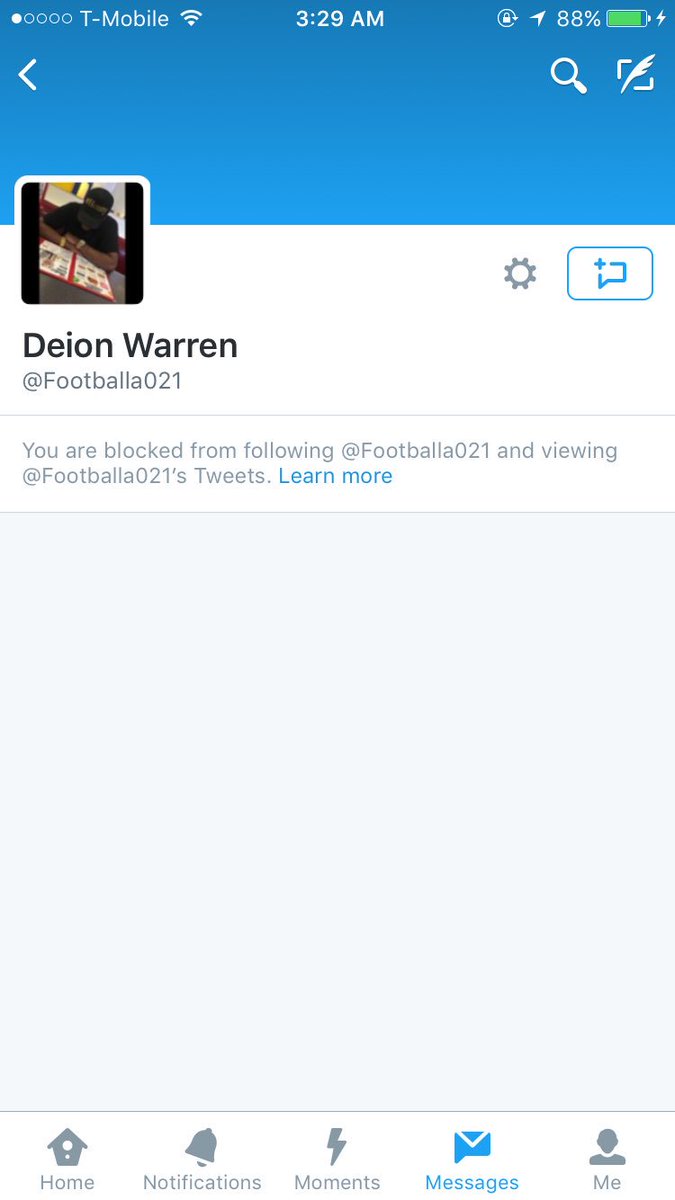 T-Mobile 3:29 AM 88%
Deion Warren
@Footballa021
You are blocked from following @Footballa021 and viewing
@Footballa021's Tweets. Learn more
Home Notifications Moments Messages Me